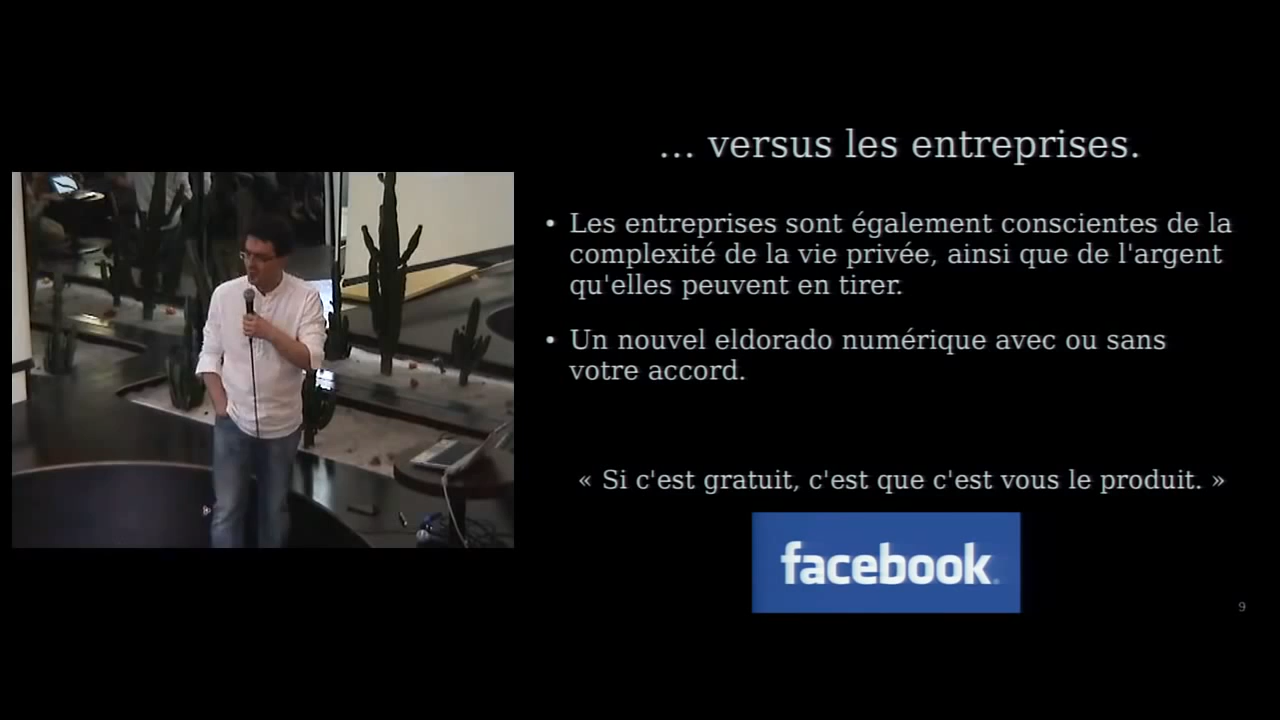 ... versus les entreprises.
• Les entreprises sont également conscientes de la
complexité de la vie privée, ainsi que de l'argent
qu'elles peuvent en tirer.
• Un nouvel eldorado numérique avec ou sans
votre accord.
« Si c'est gratuit, c'est que c'est vous le produit. »
facebook.
9